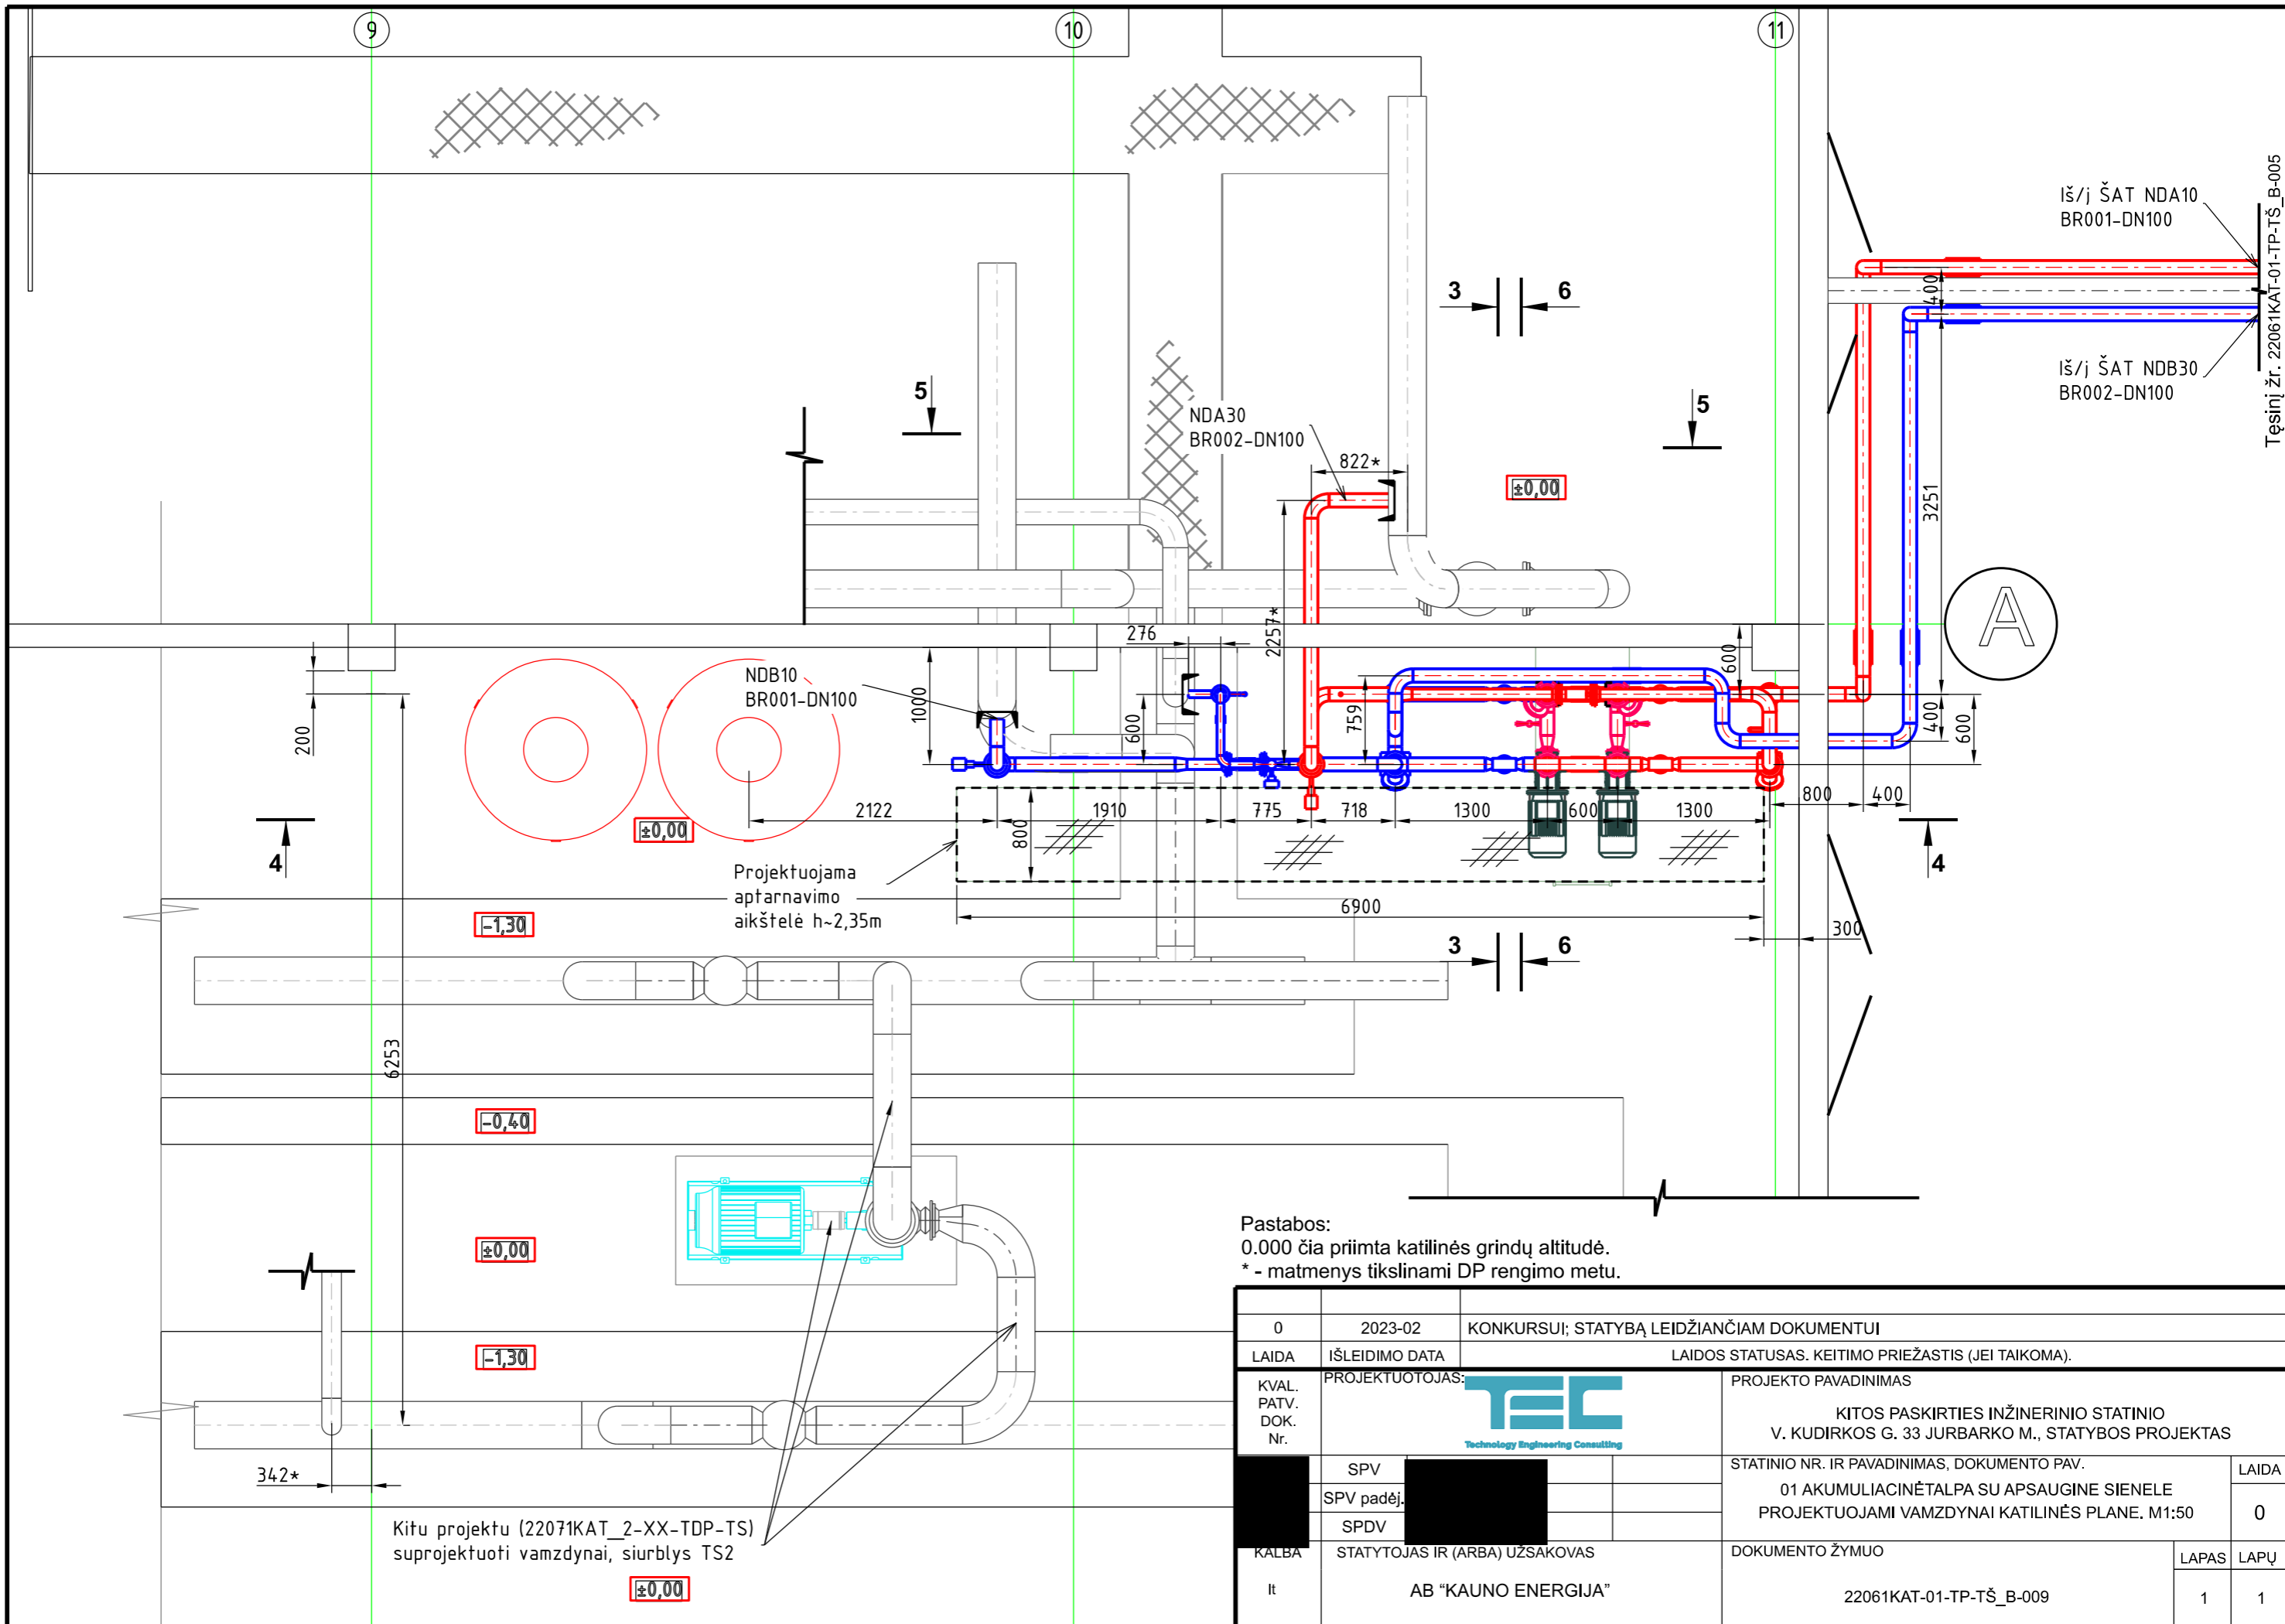 9
10
11
Iš/į ŠAT NDA10
BR001-DN100
Tęsinį žr. 22061KAT-01-TP-TŠ_B-005
400
3
6
Iš/į ŠAT NDB30
BR002-DN100
5
5
NDA30
BR002-DN100
822*
±0,00
3251
2257*
A
276
600
NDB10
BR001-DN100
1000
200
600
759
400
600
2122
1910
775
718
1300
600
1300
800
400
±0,00
800
4
4
Projektuojama
aptarnavimo
aikštelė h~2,35m
6900
-1,30
300
3
6
6253
-0,40
±0,00
-1,30
342*
Kitu projektu (22071KAT_2-XX-TDP-TS)
suprojektuoti vamzdynai, siurblys TS2
±0,00
Pastabos:
0.000 čia priimta katilinės grindų altitudė.
* - matmenys tikslinami DP rengimo metu.
0
2023-02
KONKURSUI; STATYBĄ LEIDŽIANČIAM DOKUMENTUI
LAIDA
IŠLEIDIMO DATA
LAIDOS STATUSAS. KEITIMO PRIEŽASTIS (JEI TAIKOMA).
KVAL.
PATV.
DOK.
Nr.
PROJEKTUOTOJAS:
TEC
Technology Engineering Consulting
PROJEKTO PAVADINIMAS
KITOS PASKIRTIES INŽINERINIO STATINIO
V. KUDIRKOS G. 33 JURBARKO M., STATYBOS PROJEKTAS
SPV
SPV padėj.
SPDV
STATINIO NR. IR PAVADINIMAS, DOKUMENTO PAV.
01 AKUMULIACINĖTALPA SU APSAUGINE SIENELE
PROJEKTUOJAMI VAMZDYNAI KATILINĖS PLANE. M1:50
LAIDA
0
KALBA
lt
STATYTOJAS IR (ARBA) UŽSAKOVAS
AB “KAUNO ENERGIJA”
DOKUMENTO ŽYMUO
22061KAT-01-TP-TŠ_B-009
LAPAS
LAPŲ
1
1